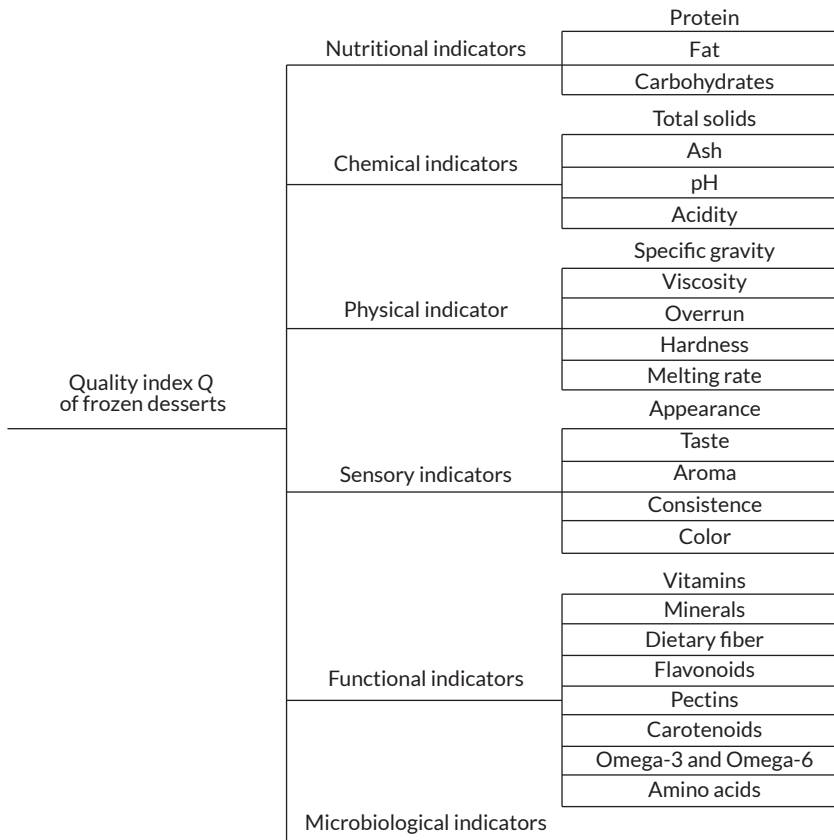 Quality index Q
of frozen desserts
Nutritional indicators
Protein
Fat
Carbohydrates
Chemical indicators
Total solids
Ash
pH
Acidity
Physical indicator
Specific gravity
Viscosity
Overrun
Hardness
Melting rate
Sensory indicators
Appearance
Taste
Aroma
Consistence
Color
Functional indicators
Vitamins
Minerals
Dietary fiber
Flavonoids
Pectins
Carotenoids
Omega-3 and Omega-6
Amino acids
Microbiological indicators